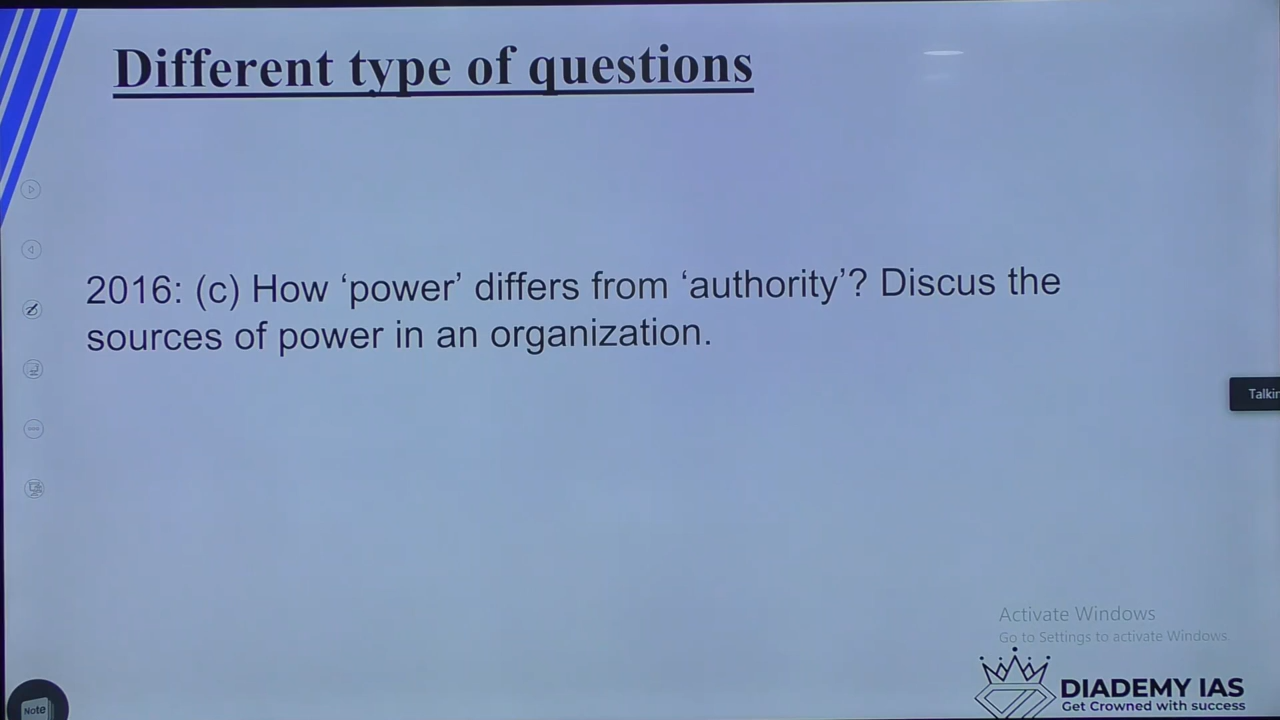 Different type of questions
2016: (c) How ‘power’ differs from ‘authority’? Discus the
sources of power in an organization.
Talkin
Activate Windows
Go to Settings to activate Windows.
DIADEMY IAS
Get Crowned with success
Note